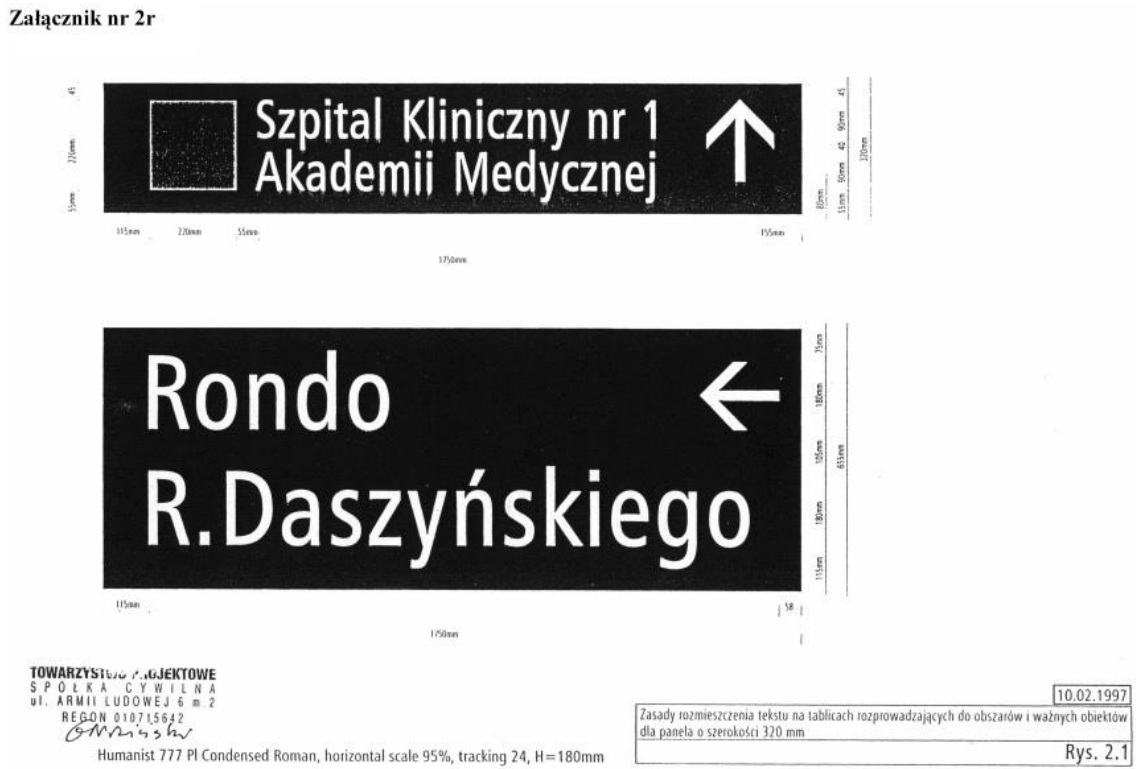 Załącznik nr 2r
Szpital Kliniczny nr 1
Akademii Medycznej
45
220mm
55mm
45
90mm
40
90mm
55mm
80mm
320mm
115mm 220mm 55mm 155mm
1750mm
Rondo
R.Daszyńskiego
75mm
180mm
105mm
180mm
115mm
655mm
115mm 58
1750mm
TOWARZYSTWO PROJEKTOWE
SPÓŁKA CYWILNA
ul. ARMII LUDOWEJ 6 m.2
REGON 010715642
Humanist 777 Pl Condensed Roman, horizontal scale 95%, tracking 24, H=180mm
10.02.1997
Zasady rozmieszczenia tekstu na tablicach rozprowadzających do obszarów i ważnych obiektów
dla panela o szerokości 320 mm
Rys. 2.1